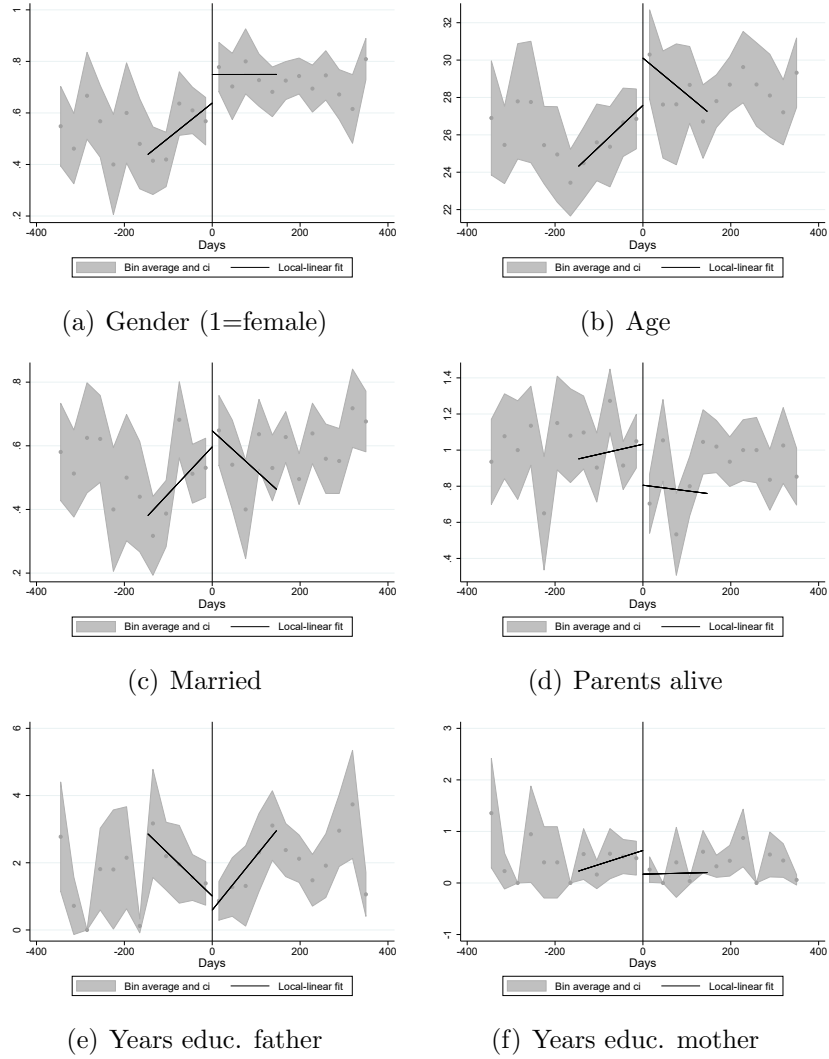 1
.8
.6
.4
.2
-400 -200 0 200 400
Days
Bin average and ci Local-linear fit
(a) Gender (1=female)
32
30
28
26
24
22
-400 -200 0 200 400
Days
Bin average and ci Local-linear fit
(b) Age
.8
.6
.4
.2
-400 -200 0 200 400
Days
Bin average and ci Local-linear fit
(c) Married
1.4
1.2
1
.8
.6
.4
-400 -200 0 200 400
Days
Bin average and ci Local-linear fit
(d) Parents alive
6
4
2
0
-400 -200 0 200 400
Days
Bin average and ci Local-linear fit
(e) Years educ. father
3
2
1
0
-1
-400 -200 0 200 400
Days
Bin average and ci Local-linear fit
(f) Years educ. mother